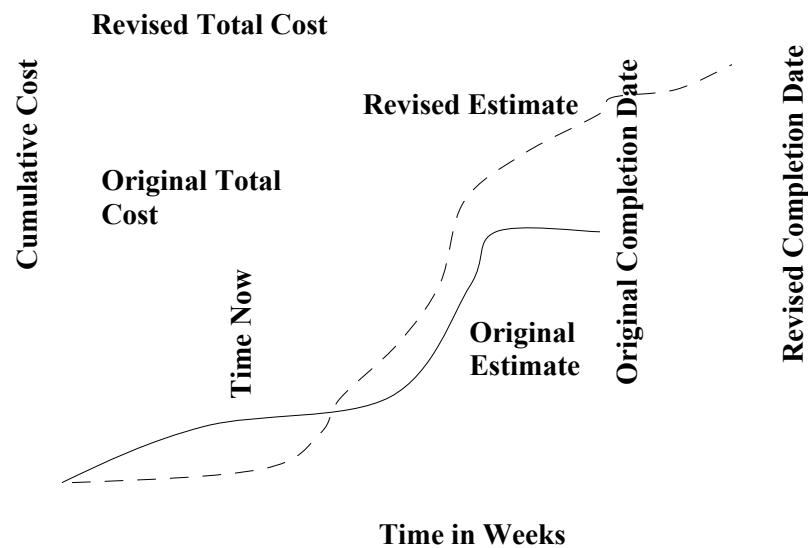 Revised Total Cost
Cumulative Cost
Revised Estimate
Original Completion Date
Revised Completion Date
Original Total
Cost
Time Now
Original
Estimate
Time in Weeks